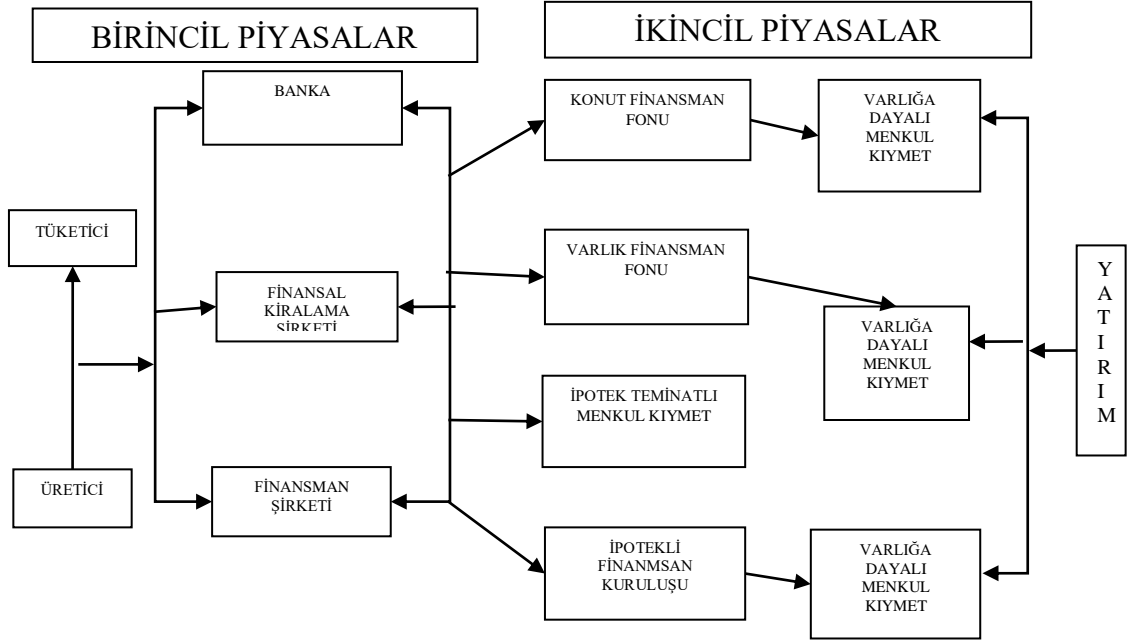 BİRİNCİL PİYASALAR
İKİNCİL PİYASALAR
BANKA
KONUT FİNANSMAN
FONU
VARLIĞA
DAYALI
MENKUL
KIYMET
TÜKETİCİ
VARLIK FİNANSMAN
FONU
FİNANSAL
KİRALAMA
ŞİRKETİ
VARLIĞA
DAYALI
MENKUL
KIYMET
Y
A
T
I
R
I
M
İPOTEK TEMİNATLI
MENKUL KIYMET
ÜRETİCİ
FİNANSMAN
ŞİRKETİ
İPOTEKLİ
FİNANMSAN
KURULUŞU
VARLIĞA
DAYALI
MENKUL
KIYMET